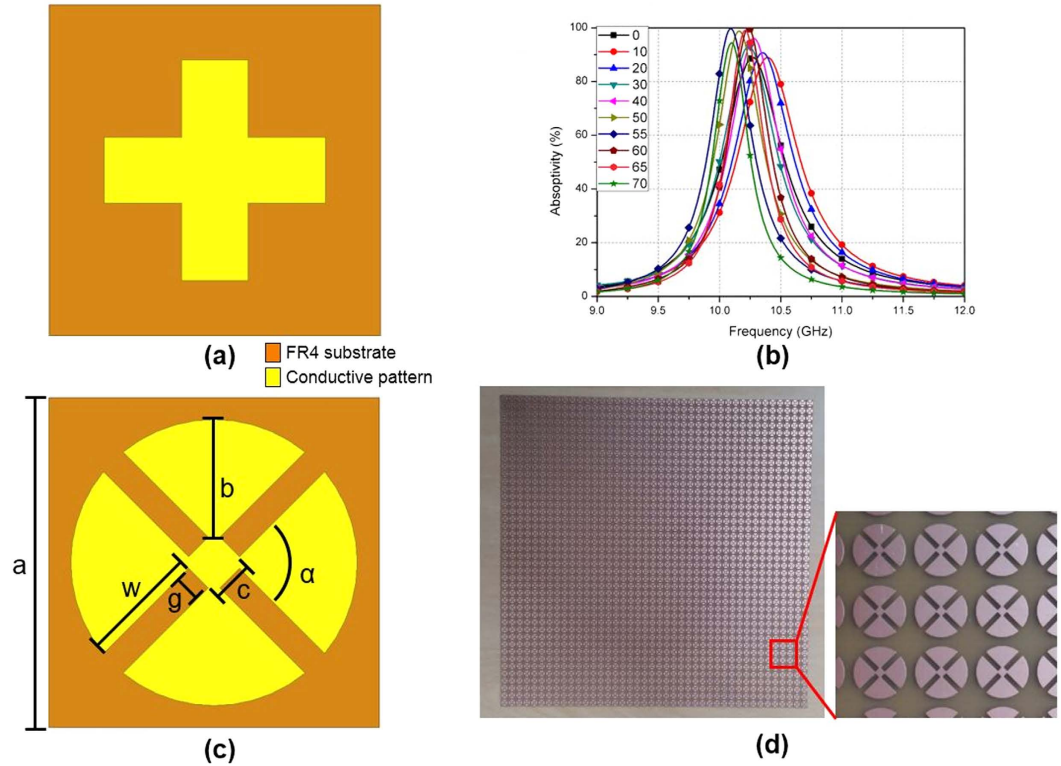 100
80
60
40
20
0
0
10
20
30
40
50
55
60
65
70
Absoptivity (%)
9.0 9.5 10.0 10.5 11.0 11.5 12.0
Frequency (GHz)
(a)
(b)
FR4 substrate
Conductive pattern
a
b
w
g
c
α
(c)
(d)